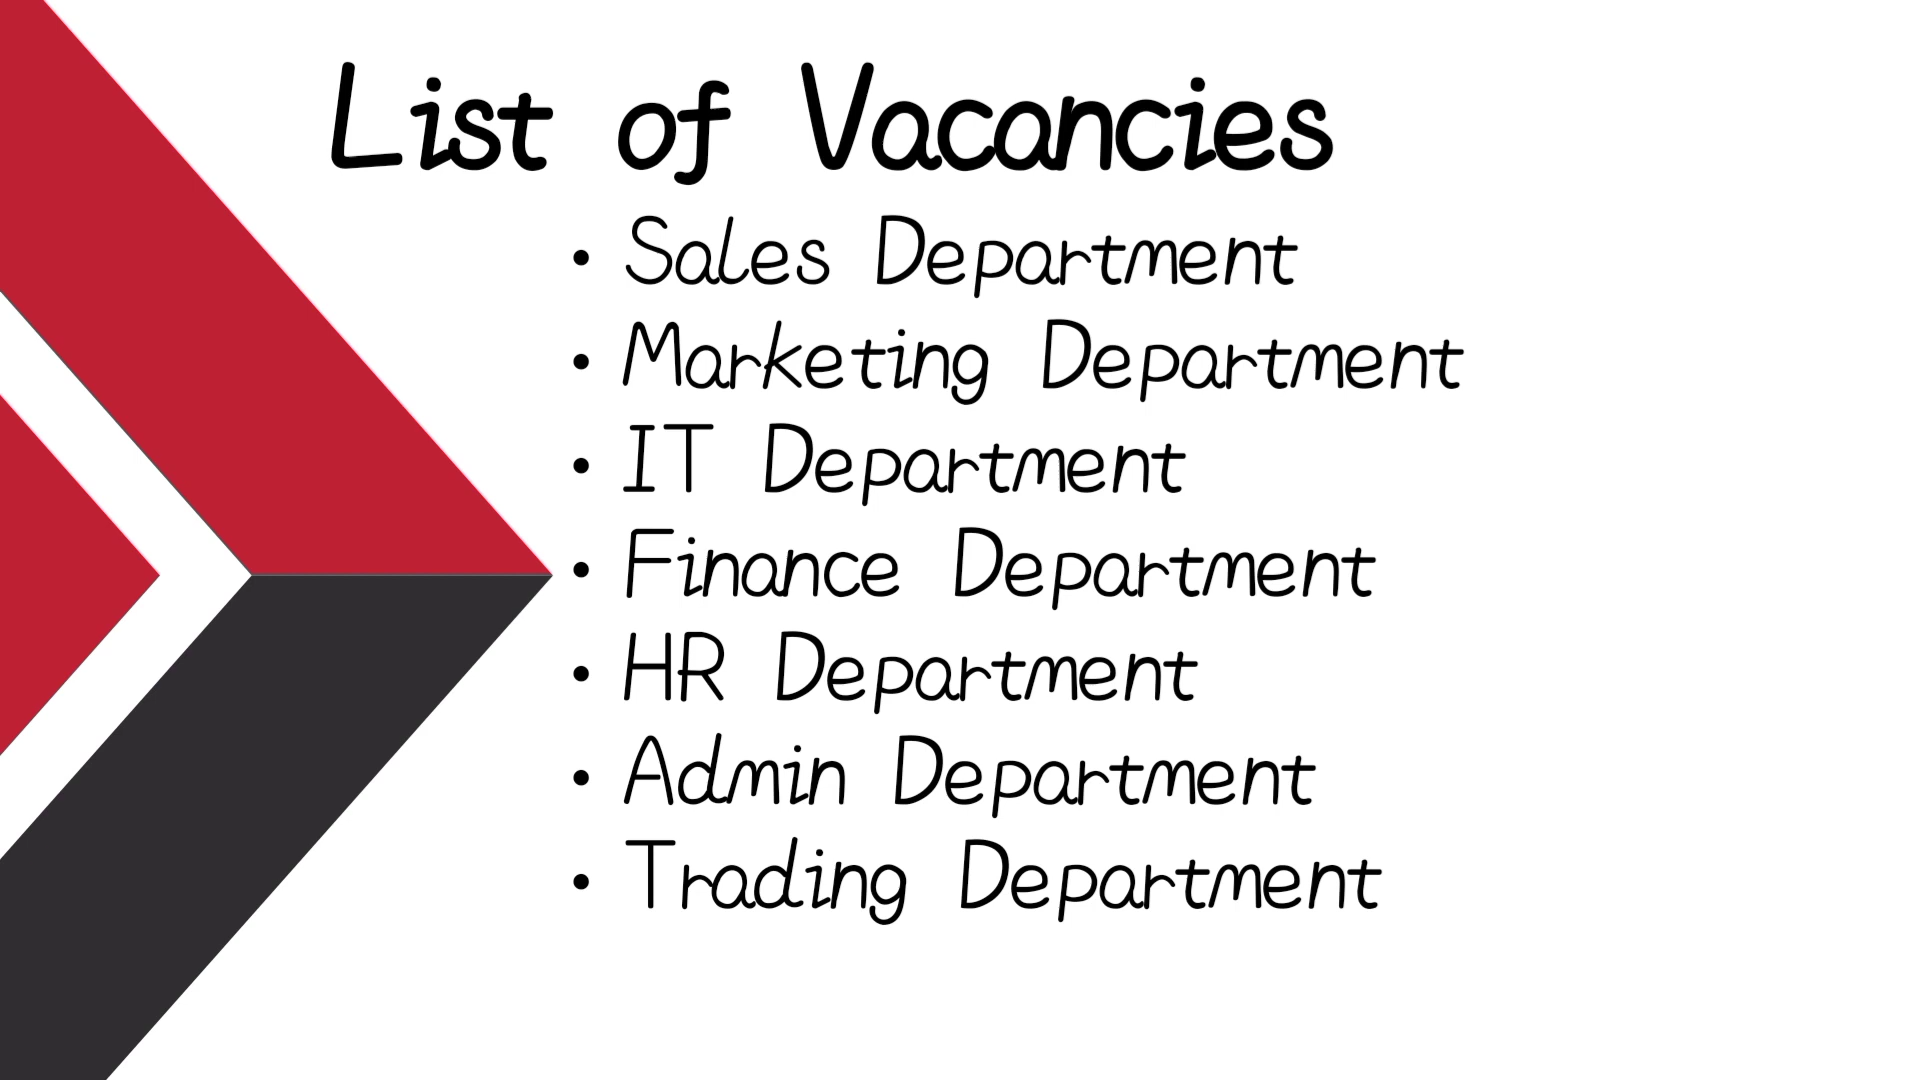 List of Vacancies
• Sales Department
• Marketing Department
• IT Department
• Finance Department
• HR Department
• Admin Department
• Trading Department